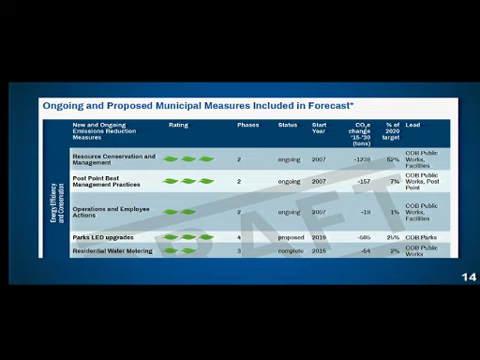 Ongoing and Proposed Municipal Measures Included in Forecast*
New and Ongoing Emissions Reduction Measures Rating Phases Status Start Year CO₂e change '15-'30 (tons) % of 2020 target Lead
Energy Efficiency and Conservation
Resource Conservation and Management 2 ongoing 2007 -1238 52% COB Public Works, Facilities
Post Point Best Management Practices 2 ongoing 2007 -157 7% COB Public Works, Post Point
Operations and Employee Actions 2 ongoing 2007 -19 1% COB Public Works, Facilities
Parks LED upgrades 4 proposed 2019 COB Parks
Residential Water Metering 3 complete 2015 -54 2% COB Public Works
DRAFT
14